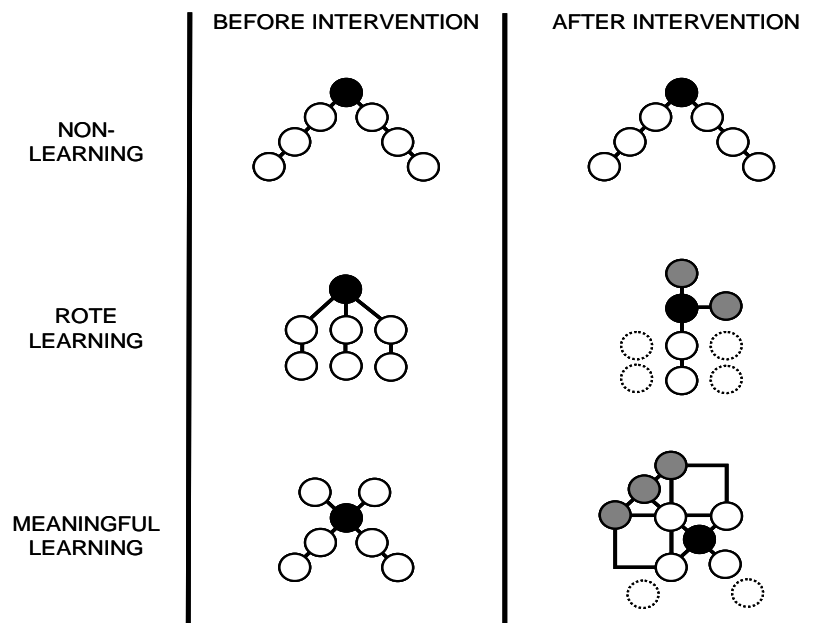 BEFORE INTERVENTION
AFTER INTERVENTION
NON-
LEARNING
ROTE
LEARNING
MEANINGFUL
LEARNING